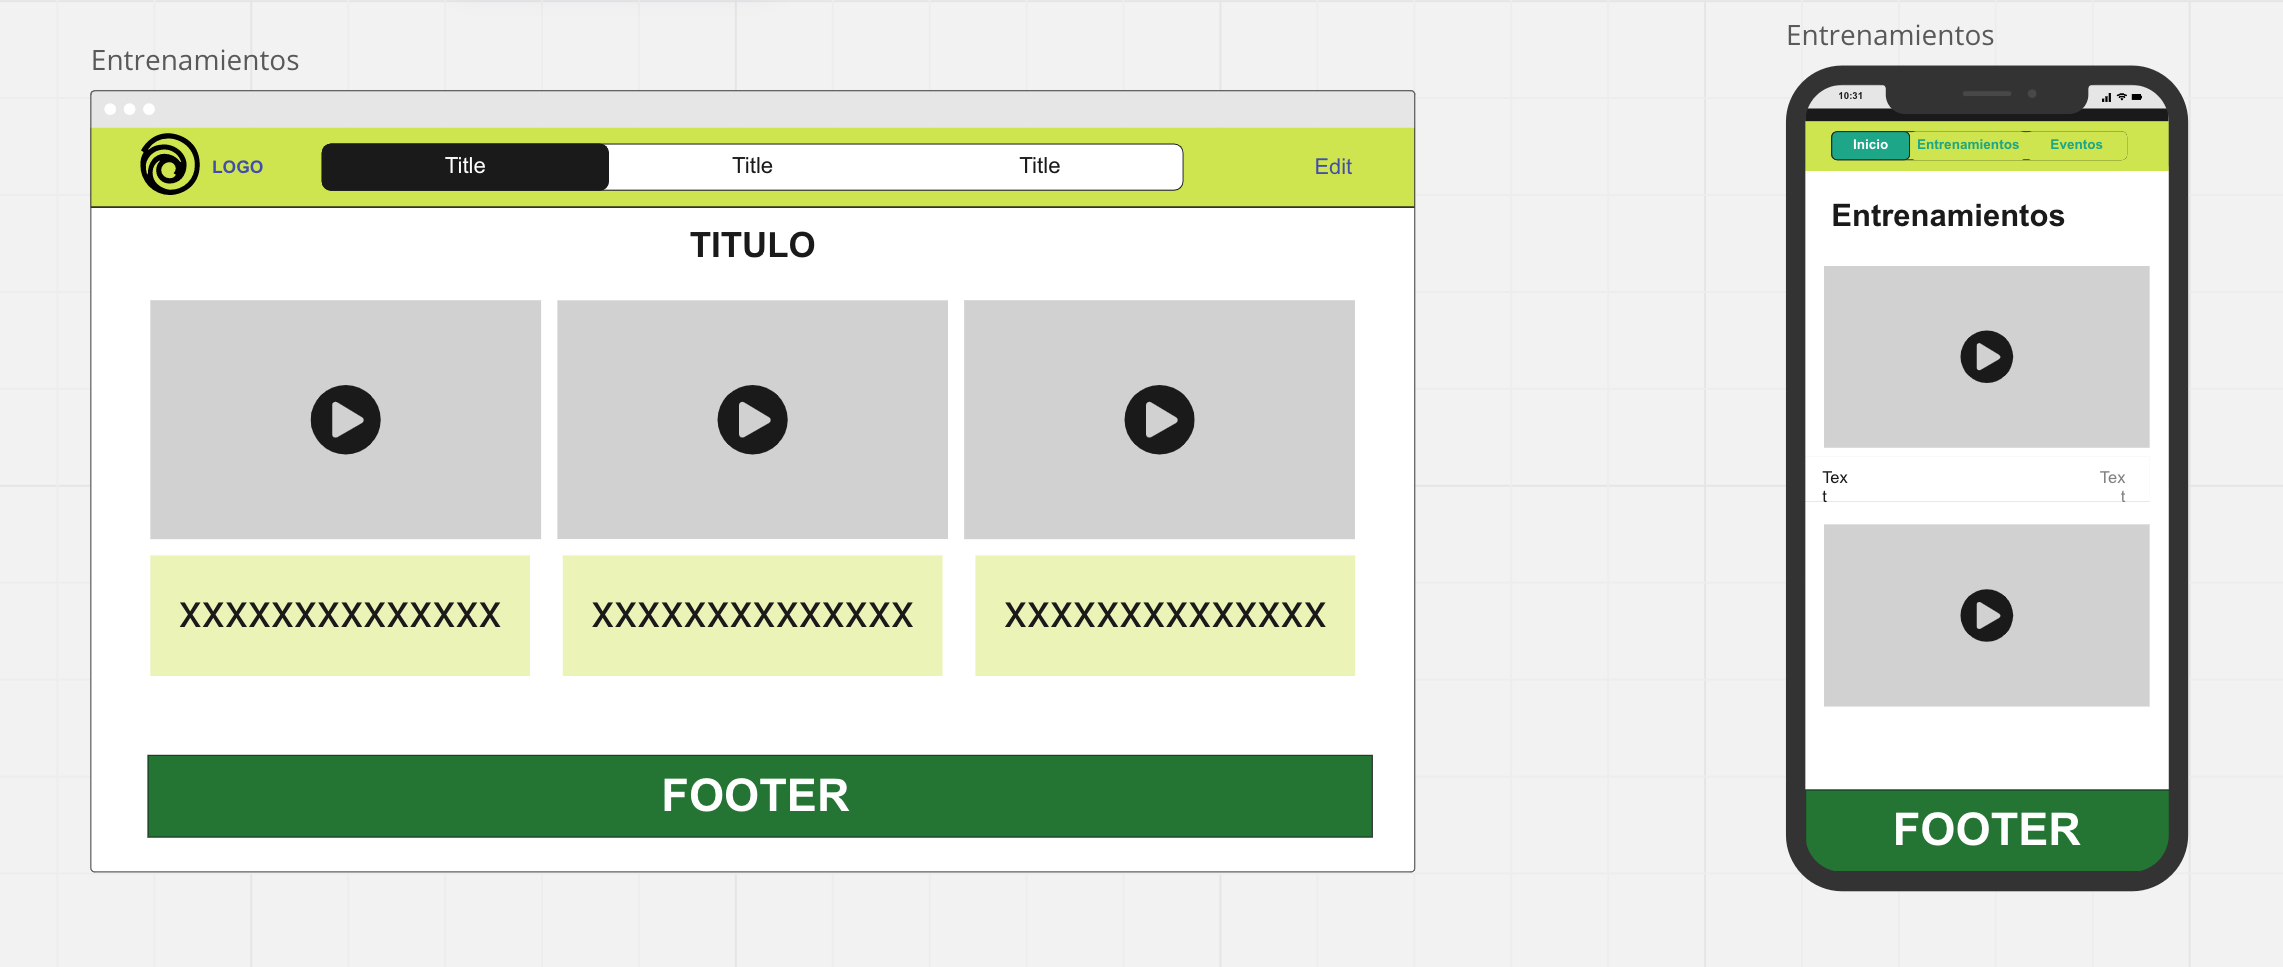 Entrenamientos
LOGO
Title
Title
Title
Edit
TITULO
XXXXXXXXXXXXXX
XXXXXXXXXXXXXX
XXXXXXXXXXXXXX
FOOTER
Entrenamientos
10:31
Inicio
Entrenamientos
Eventos
Entrenamientos
Tex
t
Tex
t
FOOTER